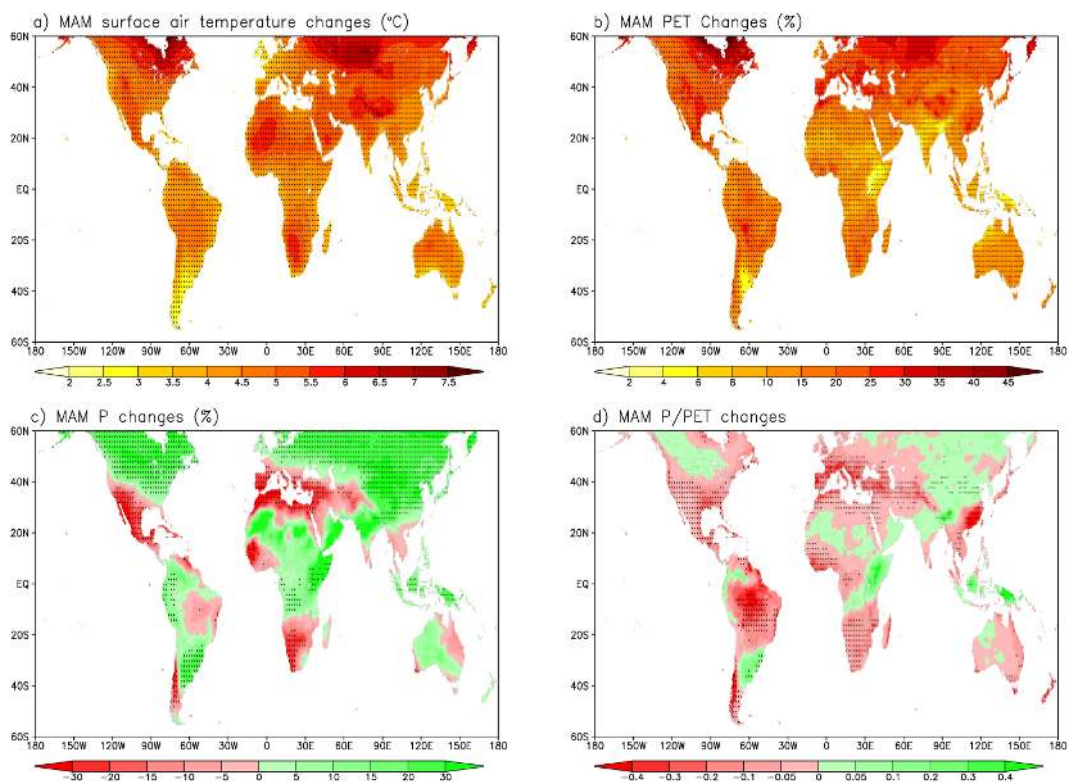 a) MAM surface air temperature changes (°C)
b) MAM PET Changes (%)
60N
40N
20N
EQ
20S
40S
60S
180 150W 120W 90W 60W 30W 0 30E 60E 90E 120E 150E 180
2 2.5 3 3.5 4 4.5 5 5.5 6 6.5 7 7.5
60N
40N
20N
EQ
20S
40S
60S
180 150W 120W 90W 60W 30W 0 30E 60E 90E 120E 150E 180
2 4 6 8 10 15 20 25 30 35 40 45
c) MAM P changes (%)
d) MAM P/PET changes
60N
40N
20N
EQ
20S
40S
60S
180 150W 120W 90W 60W 30W 0 30E 60E 90E 120E 150E 180
−30 −20 −15 −10 −5 0 5 10 15 20 30
60N
40N
20N
EQ
20S
40S
60S
180 150W 120W 90W 60W 30W 0 30E 60E 90E 120E 150E 180
−0.4 −0.3 −0.2 −0.1 −0.05 0 0.05 0.1 0.2 0.3 0.4